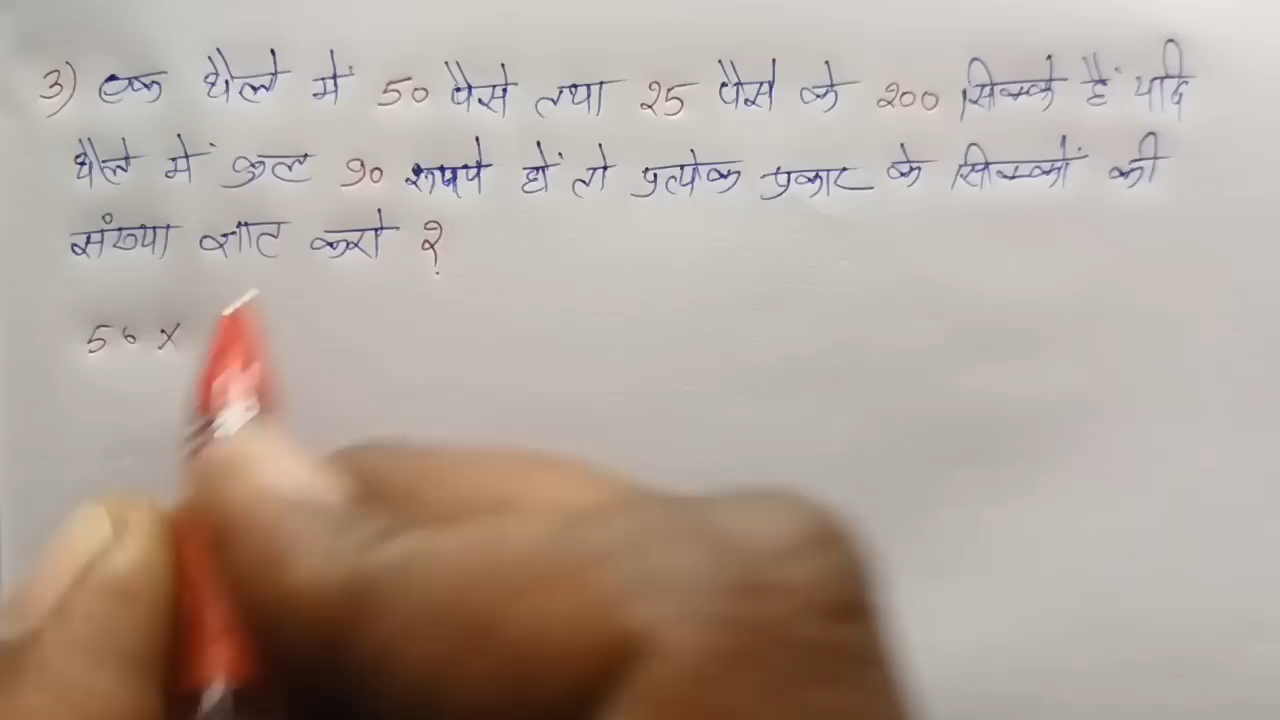 3) एक थैले में 50 पैसे तथा 25 पैसे के 200 सिक्के हैं यदि
थैले में कुल 90 रूपये हों तो प्रत्येक प्रकार के सिक्कों की
संख्या ज्ञात करो ?
50 x